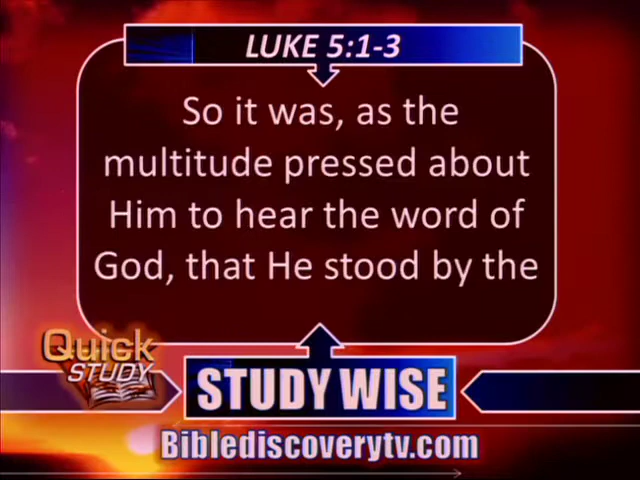 LUKE 5:1-3
So it was, as the
multitude pressed about
Him to hear the word of
God, that He stood by the
Quick
STUDY
STUDY WISE
Biblediscoverytv.com